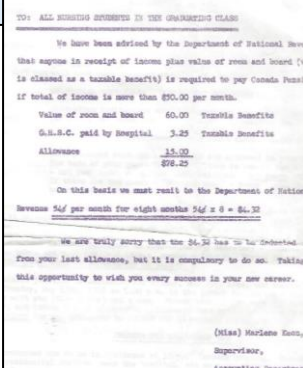 TO: ALL NURSING STUDENTS IN THE GRADUATING CLASS
We have been advised by the Department of National Reve
that anyone in receipt of income plus value of room and board (
is classed as a taxable benefit) is required to pay Canada Pens
if total of income is more than $50.00 per month.
Value of room and board 60.00 Taxable Benefits
O.H.S.C. paid by Hospital 3.25 Taxable Benefits
Allowance 15.00
$78.25
On this basis we must remit to the Department of Nation
Revenue 54¢ per month for eight months 54¢ x 8 = $4.32
We are truly sorry that the $4.32 has to be deducted
from your last allowance, but it is compulsory to do so. Taking
this opportunity to wish you every success in your new career.
(Miss) Marlene
Supervisor,
Accounting Department